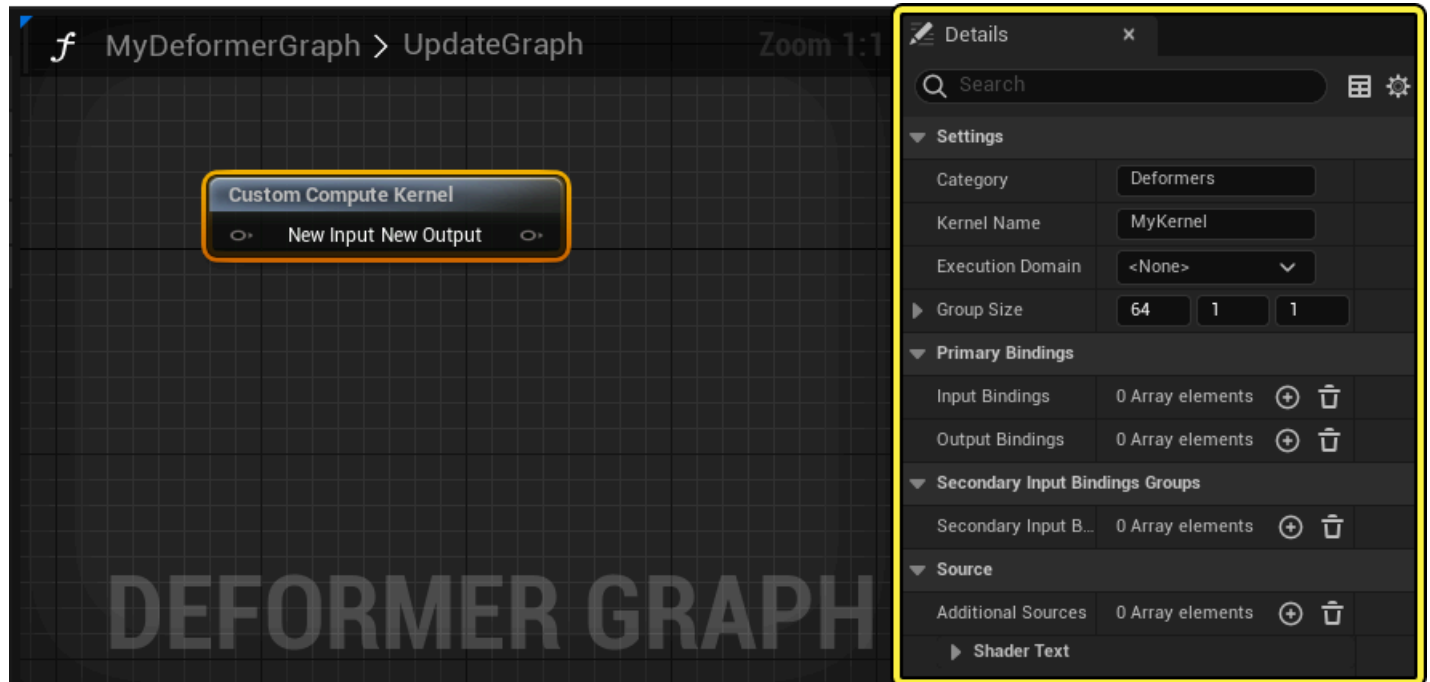 f MyDeformerGraph > UpdateGraph
Zoom 1:1
Custom Compute Kernel
New Input New Output
DEFORMER GRAPH
Details ×
Search
Settings
Category Deformers
Kernel Name MyKernel
Execution Domain <None>
Group Size 64 1 1
Primary Bindings
Input Bindings 0 Array elements
Output Bindings 0 Array elements
Secondary Input Bindings Groups
Secondary Input B... 0 Array elements
Source
Additional Sources 0 Array elements
Shader Text